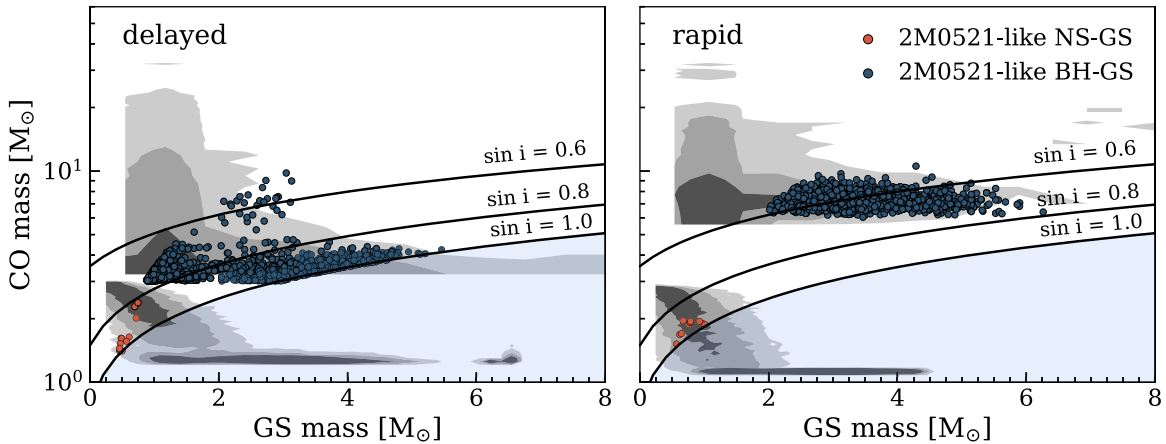 delayed
sin i = 0.6
sin i = 0.8
sin i = 1.0
CO mass [M⊙]
10¹
10⁰
0 2 4 6 8
GS mass [M⊙]
rapid
2M0521-like NS-GS
2M0521-like BH-GS
sin i = 0.6
sin i = 0.8
sin i = 1.0
0 2 4 6 8
GS mass [M⊙]